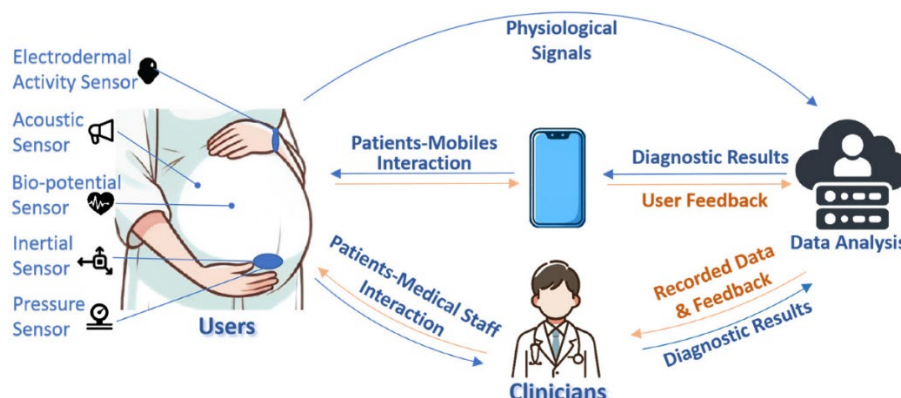 Physiological
Signals
Electrodermal
Activity Sensor
Acoustic
Sensor
Bio-potential
Sensor
Inertial
Sensor
Pressure
Sensor
Users
Patients-Mobiles
Interaction
Diagnostic Results
User Feedback
Data Analysis
Patients-Medical Staff
Interaction
Recorded Data
& Feedback
Diagnostic Results
Clinicians